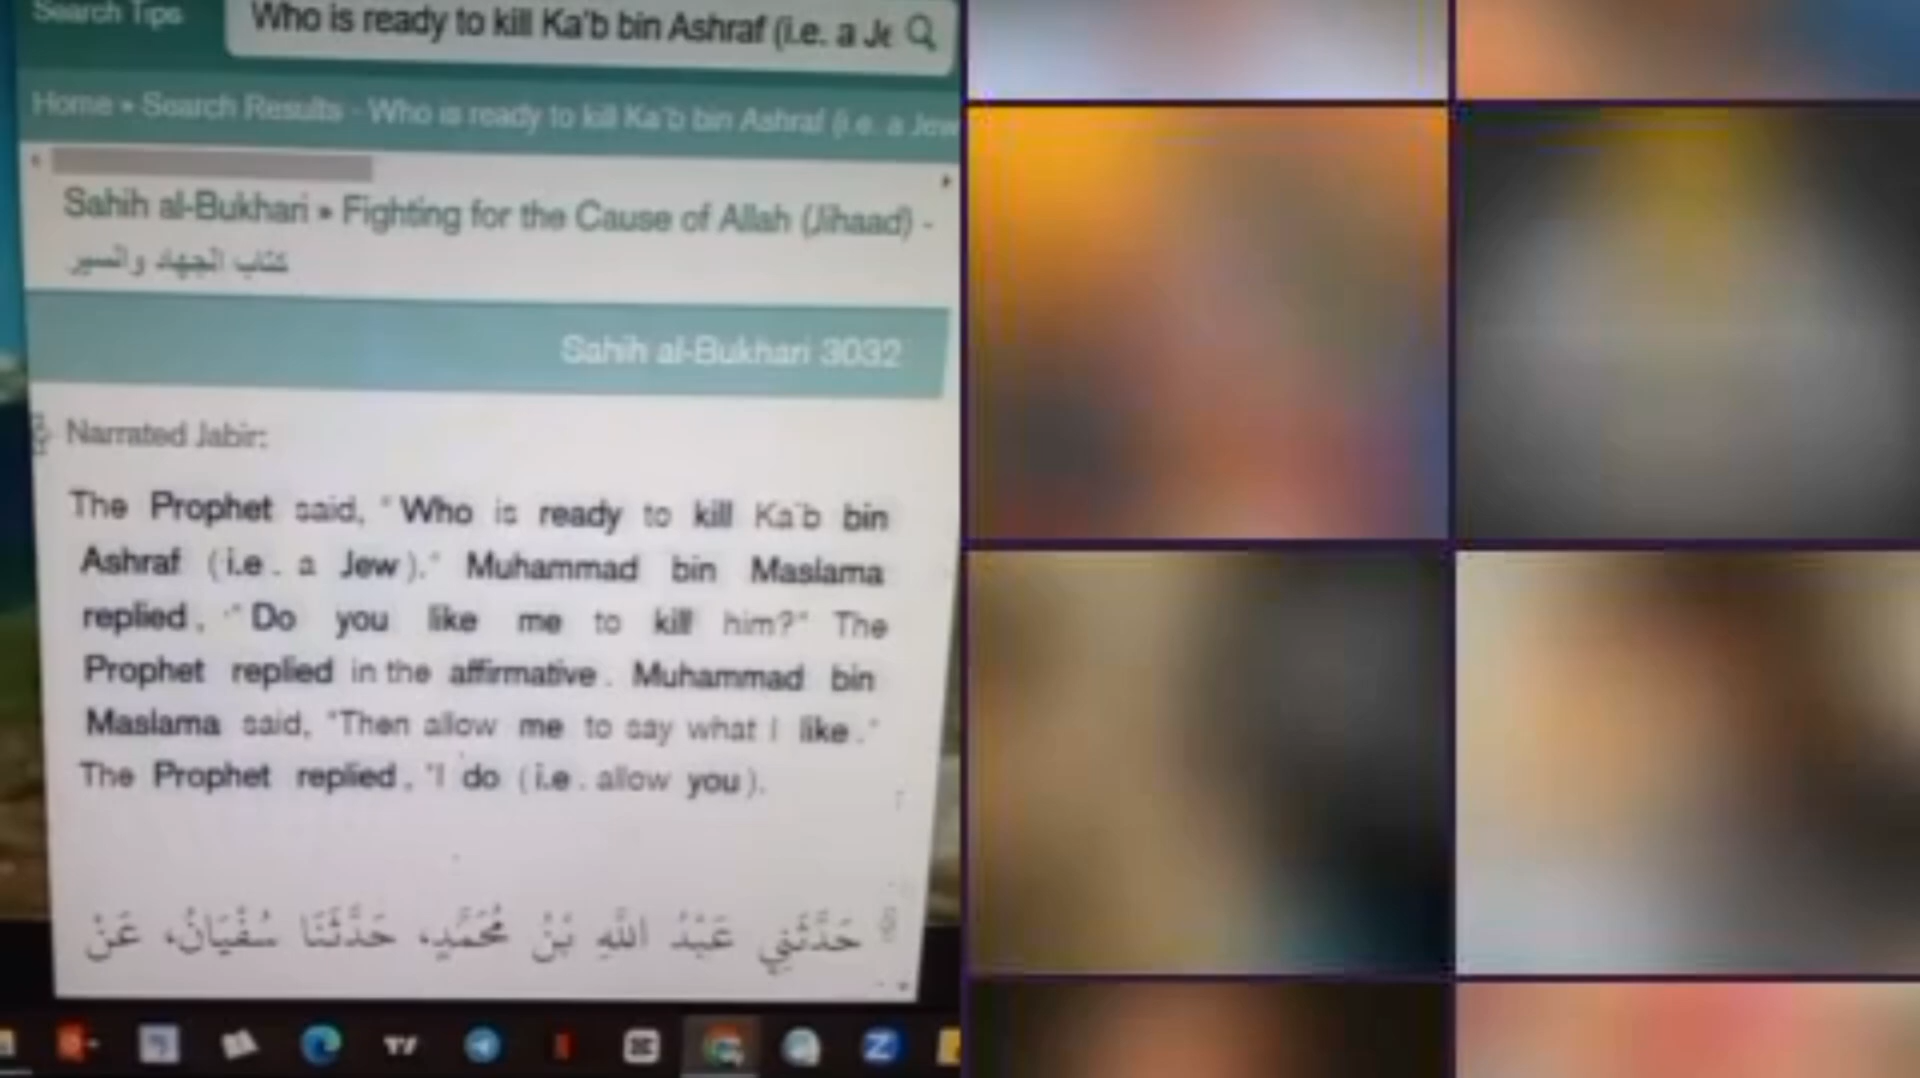 Search Tips
Who is ready to kill Ka'b bin Ashraf (i.e. a Je
Home » Search Results - Who is ready to kill Ka'b bin Ashraf (i.e. a Jew
Sahih al-Bukhari » Fighting for the Cause of Allah (Jihaad) -
كتاب الجهاد والسير
Sahih al-Bukhari 3032
Narrated Jabir:
The Prophet said, "Who is ready to kill Ka`b bin
Ashraf (i.e. a Jew)." Muhammad bin Maslama
replied, "Do you like me to kill him?" The
Prophet replied in the affirmative. Muhammad bin
Maslama said, "Then allow me to say what I like."
The Prophet replied, "I do (i.e. allow you).
حَدَّثَنِي عَبْدُ اللَّهِ بْنُ مُحَمَّدٍ، حَدَّثَنَا سُفْيَانُ، عَنْ